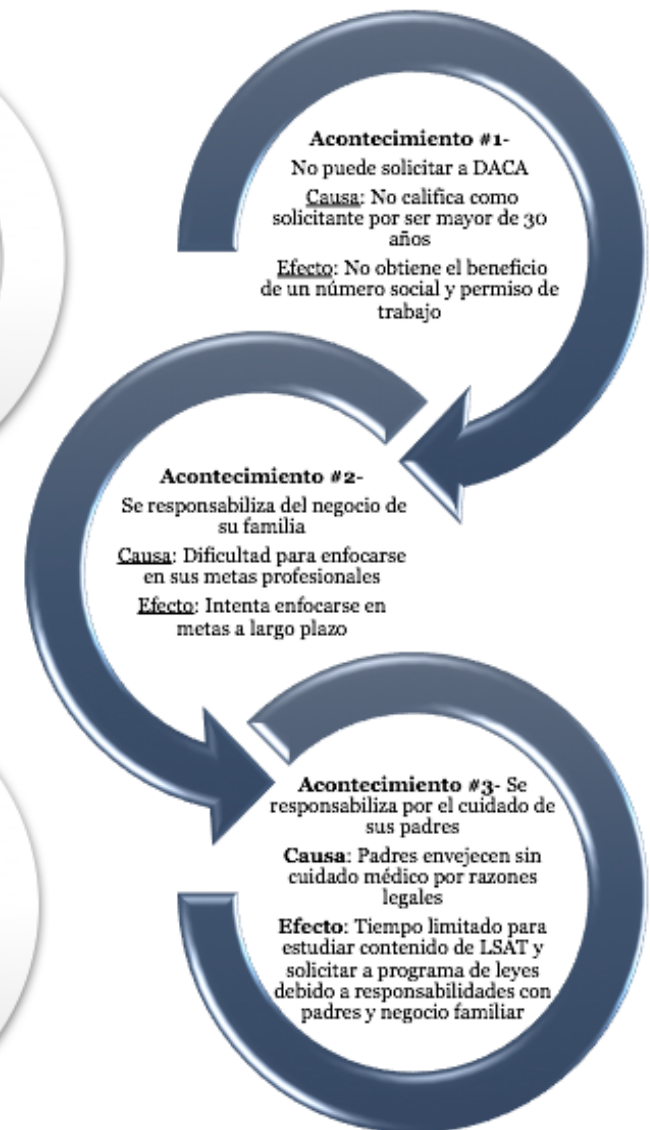 Acontecimiento #1-
No puede solicitar a DACA
Causa: No califica como
solicitante por ser mayor de 30
años
Efecto: No obtiene el beneficio
de un número social y permiso de
trabajo
Acontecimiento #2-
Se responsabiliza del negocio de
su familia
Causa: Dificultad para enfocarse
en sus metas profesionales
Efecto: Intenta enfocarse en
metas a largo plazo
Acontecimiento #3- Se
responsabiliza por el cuidado de
sus padres
Causa: Padres envejecen sin
cuidado médico por razones
legales
Efecto: Tiempo limitado para
estudiar contenido de LSAT y
solicitar a programa de leyes
debido a responsabilidades con
padres y negocio familiar